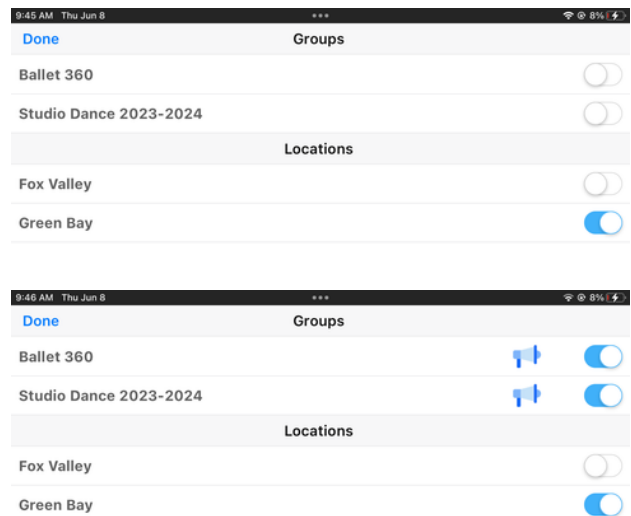 9:45 AM Thu Jun 8 8%
Done Groups
Ballet 360
Studio Dance 2023-2024
Locations
Fox Valley
Green Bay
9:46 AM Thu Jun 8 8%
Done Groups
Ballet 360
Studio Dance 2023-2024
Locations
Fox Valley
Green Bay